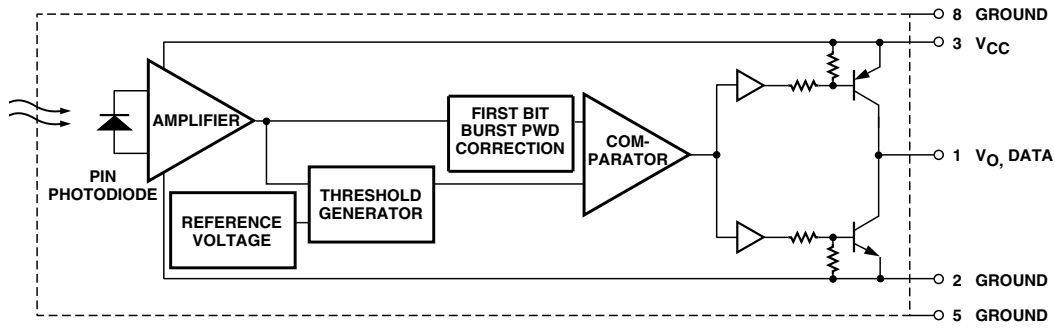 8 GROUND
3 VCC
AMPLIFIER
FIRST BIT
BURST PWD
CORRECTION
COM-
PARATOR
1 VO, DATA
PIN
PHOTODIODE
THRESHOLD
GENERATOR
REFERENCE
VOLTAGE
2 GROUND
5 GROUND